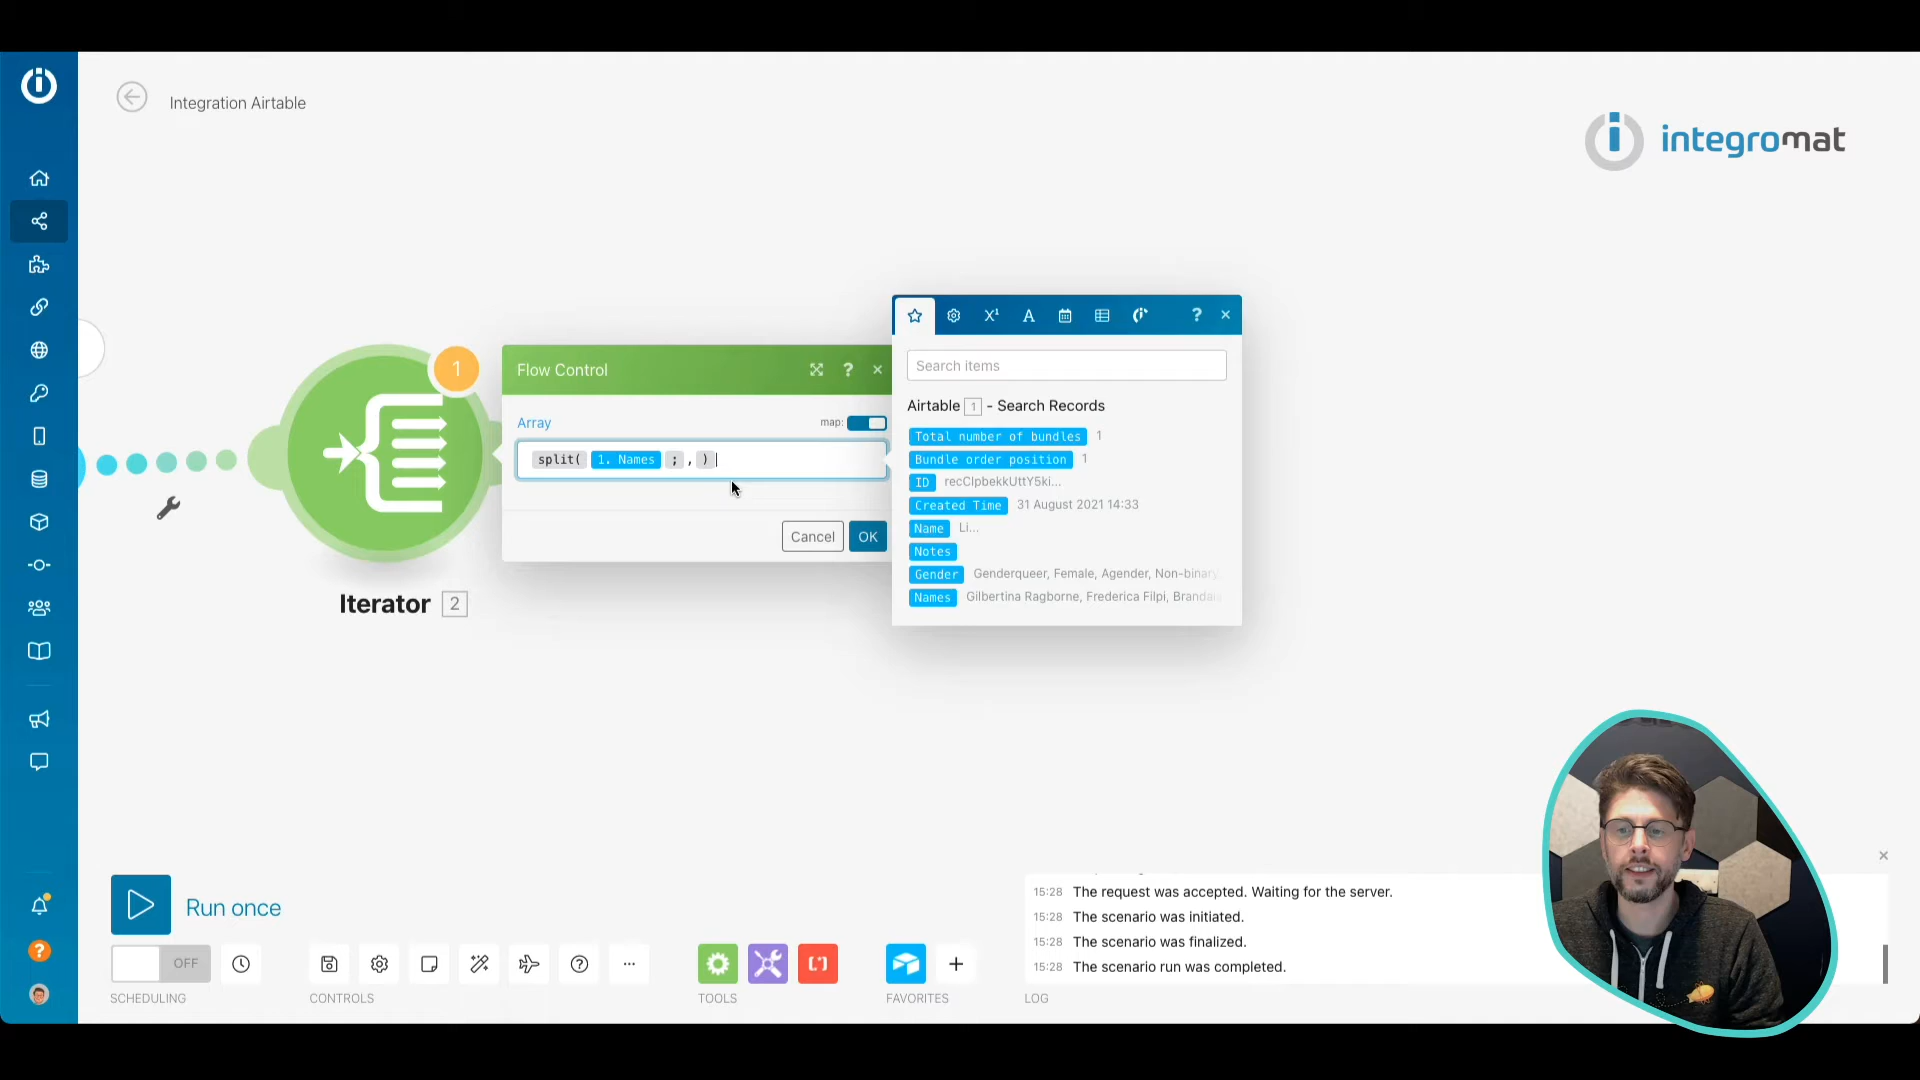 Integration Airtable
integromat
1
Flow Control
?
Array
map:
split( 1. Names ; , )
Cancel
OK
Iterator 2
?
Search items
Airtable 1 - Search Records
Total number of bundles 1
Bundle order position 1
ID recClpbekkUttY5ki...
Created Time 31 August 2021 14:33
Name Li...
Notes
Gender Genderqueer, Female, Agender, Non-binary,
Names Gilbertina Ragborne, Frederica Filpi, Brandais
Run once
OFF
SCHEDULING
CONTROLS
TOOLS
FAVORITES
LOG
15:28 The request was accepted. Waiting for the server.
15:28 The scenario was initiated.
15:28 The scenario was finalized.
15:28 The scenario run was completed.